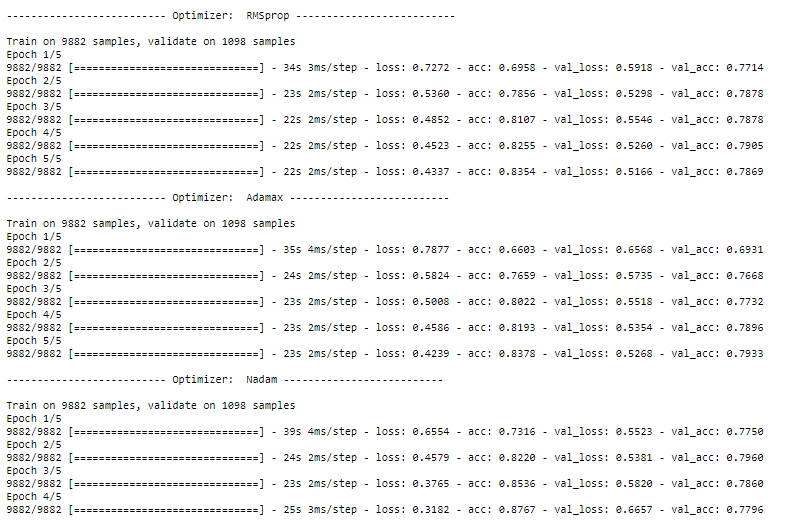 -------------------------- Optimizer:  RMSprop --------------------------
Train on 9882 samples, validate on 1098 samples
Epoch 1/5
9882/9882 [==============================] - 34s 3ms/step - loss: 0.7272 - acc: 0.6958 - val_loss: 0.5918 - val_acc: 0.7714
Epoch 2/5
9882/9882 [==============================] - 23s 2ms/step - loss: 0.5360 - acc: 0.7856 - val_loss: 0.5298 - val_acc: 0.7878
Epoch 3/5
9882/9882 [==============================] - 22s 2ms/step - loss: 0.4852 - acc: 0.8107 - val_loss: 0.5546 - val_acc: 0.7878
Epoch 4/5
9882/9882 [==============================] - 22s 2ms/step - loss: 0.4523 - acc: 0.8255 - val_loss: 0.5260 - val_acc: 0.7905
Epoch 5/5
9882/9882 [==============================] - 22s 2ms/step - loss: 0.4337 - acc: 0.8354 - val_loss: 0.5166 - val_acc: 0.7869
-------------------------- Optimizer:  Adamax --------------------------
Train on 9882 samples, validate on 1098 samples
Epoch 1/5
9882/9882 [==============================] - 35s 4ms/step - loss: 0.7877 - acc: 0.6603 - val_loss: 0.6568 - val_acc: 0.6931
Epoch 2/5
9882/9882 [==============================] - 24s 2ms/step - loss: 0.5824 - acc: 0.7659 - val_loss: 0.5735 - val_acc: 0.7668
Epoch 3/5
9882/9882 [==============================] - 23s 2ms/step - loss: 0.5008 - acc: 0.8022 - val_loss: 0.5518 - val_acc: 0.7732
Epoch 4/5
9882/9882 [==============================] - 23s 2ms/step - loss: 0.4586 - acc: 0.8193 - val_loss: 0.5354 - val_acc: 0.7896
Epoch 5/5
9882/9882 [==============================] - 23s 2ms/step - loss: 0.4239 - acc: 0.8378 - val_loss: 0.5268 - val_acc: 0.7933
-------------------------- Optimizer:  Nadam --------------------------
Train on 9882 samples, validate on 1098 samples
Epoch 1/5
9882/9882 [==============================] - 39s 4ms/step - loss: 0.6554 - acc: 0.7316 - val_loss: 0.5523 - val_acc: 0.7750
Epoch 2/5
9882/9882 [==============================] - 24s 2ms/step - loss: 0.4579 - acc: 0.8220 - val_loss: 0.5381 - val_acc: 0.7960
Epoch 3/5
9882/9882 [==============================] - 23s 2ms/step - loss: 0.3765 - acc: 0.8536 - val_loss: 0.5820 - val_acc: 0.7860
Epoch 4/5
9882/9882 [==============================] - 25s 3ms/step - loss: 0.3182 - acc: 0.8767 - val_loss: 0.6657 - val_acc: 0.7796